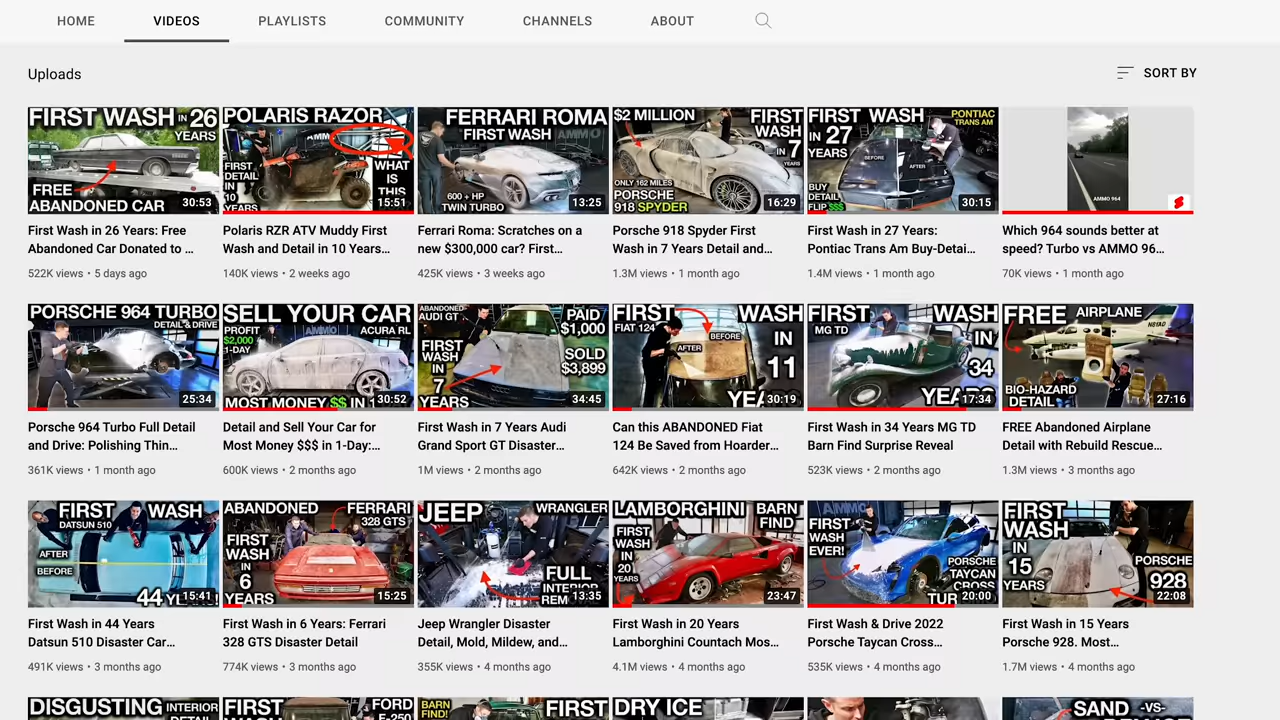 HOME VIDEOS PLAYLISTS COMMUNITY CHANNELS ABOUT
Uploads
SORT BY
FIRST WASH IN 26
YEARS
FREE
ABANDONED CAR
30:53
POLARIS RAZOR
AMM
FIRST
DETAIL
IN
10
YEARS
WHAT
IS
THIS
15:51
FERRARI ROMA
FIRST WASH
AMMO
600 + HP
TWIN TURBO
13:25
$2 MILLION
FIRST
WASH
IN 7
YEARS
ONLY 162 MILES
PORSCHE
918 SPYDER
16:29
FIRST WASH
IN 27
YEARS
PONTIAC
TRANS AM
BEFORE
AFTER
BUY
DETAIL
FLIP $$$
30:15
AMMO 964
First Wash in 26 Years: Free
Abandoned Car Donated to …
522K views • 5 days ago
Polaris RZR ATV Muddy First
Wash and Detail in 10 Years…
140K views • 2 weeks ago
Ferrari Roma: Scratches on a
new $300,000 car? First…
425K views • 3 weeks ago
Porsche 918 Spyder First
Wash in 7 Years Detail and…
1.3M views • 1 month ago
First Wash in 27 Years:
Pontiac Trans Am Buy-Detai…
1.4M views • 1 month ago
Which 964 sounds better at
speed? Turbo vs AMMO 96…
70K views • 1 month ago
PORSCHE 964 TURBO
DETAIL & DRIVE
25:34
SELL YOUR CAR
PROFIT
$2,000
1-DAY
AMMO
ACURA RL
MOST MONEY $$ IN 1
30:52
ABANDONED
AUDI GT
FIRST
WASH
IN
7
YEARS
PAID
$1,000
SOLD
$3,899
34:45
FIRST WASH
FIAT 124
AFTER
BEFORE
IN
11
YEA
30:19
FIRST WASH
MG TD
IN
34
YEARS
17:34
FREE AIRPLANE
N81AD
BIO-HAZARD
DETAIL
27:16
Porsche 964 Turbo Full Detail
and Drive: Polishing Thin…
361K views • 1 month ago
Detail and Sell Your Car for
Most Money $$$ in 1-Day:…
600K views • 2 months ago
First Wash in 7 Years Audi
Grand Sport GT Disaster…
1M views • 2 months ago
Can this ABANDONED Fiat
124 Be Saved from Hoarder…
642K views • 2 months ago
First Wash in 34 Years MG TD
Barn Find Surprise Reveal
523K views • 2 months ago
FREE Abandoned Airplane
Detail with Rebuild Rescue…
1.3M views • 3 months ago
FIRST WASH
DATSUN 510
AFTER
BEFORE
44 YEARS
15:41
ABANDONED FERRARI
328 GTS
FIRST
WASH
IN
6
YEARS
15:25
JEEP WRANGLER
FULL
INTERIOR
REM
13:35
LAMBORGHINI BARN
FIND
FIRST
WASH
IN
20
YEARS
23:47
AMMO
FIRST
WASH
EVER!
PORSCHE
TAYCAN
CROSS
TUR
20:00
FIRST
WASH
IN
15
YEARS
PORSCHE
928
22:08
First Wash in 44 Years
Datsun 510 Disaster Car…
491K views • 3 months ago
First Wash in 6 Years: Ferrari
328 GTS Disaster Detail
774K views • 3 months ago
Jeep Wrangler Disaster
Detail, Mold, Mildew, and…
355K views • 4 months ago
First Wash in 20 Years
Lamborghini Countach Mos…
4.1M views • 4 months ago
First Wash & Drive 2022
Porsche Taycan Cross…
535K views • 4 months ago
First Wash in 15 Years
Porsche 928. Most…
1.7M views • 4 months ago
DISGUSTING INTERIOR
FIRST FORD
BARN
FIND!
FIRST
DRY ICE
SAND -VS-